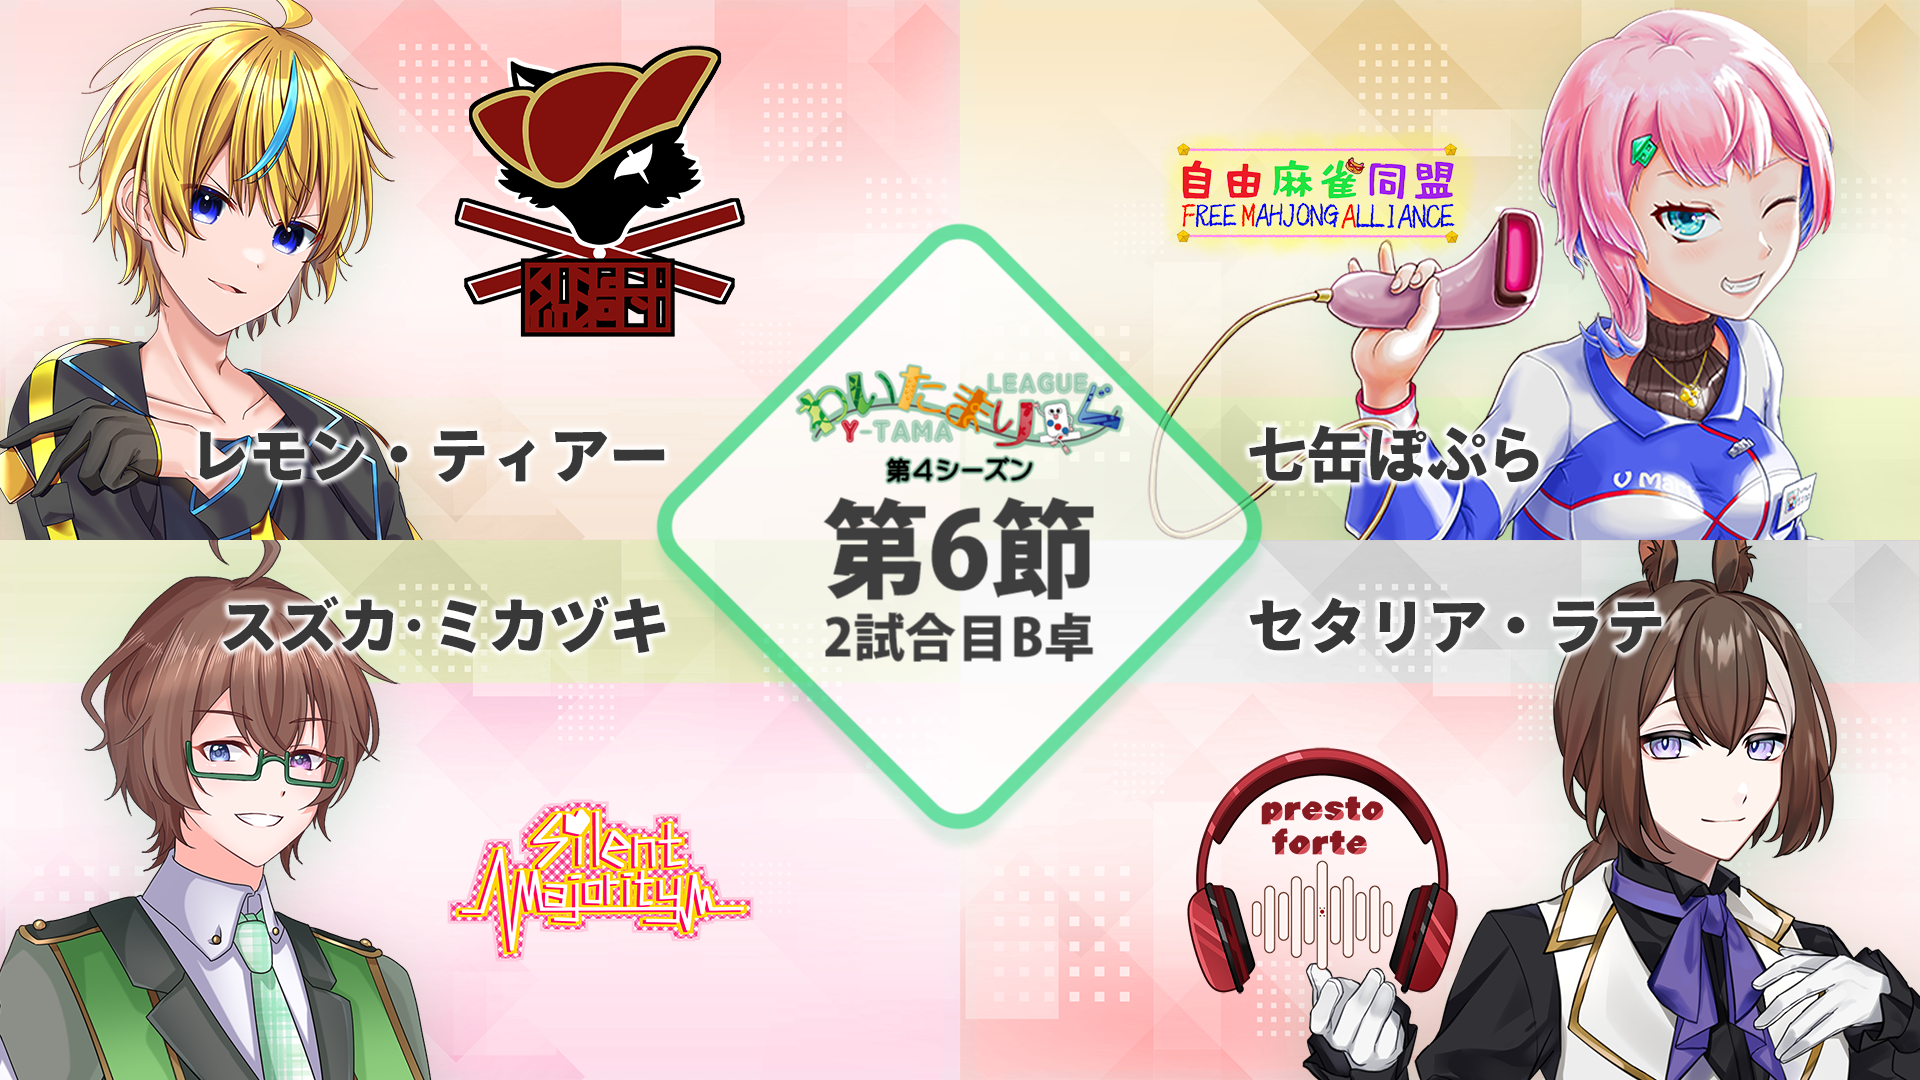 自由麻雀同盟
FREE MAHJONG ALLIANCE
レモン・ティアー
七缶ぽぷら
わいたまりーぐ
LEAGUE
Y-TAMA
第4シーズン
第6節
2試合目B卓
スズカ・ミカヅキ
セタリア・ラテ
Silent
Majority
presto
forte